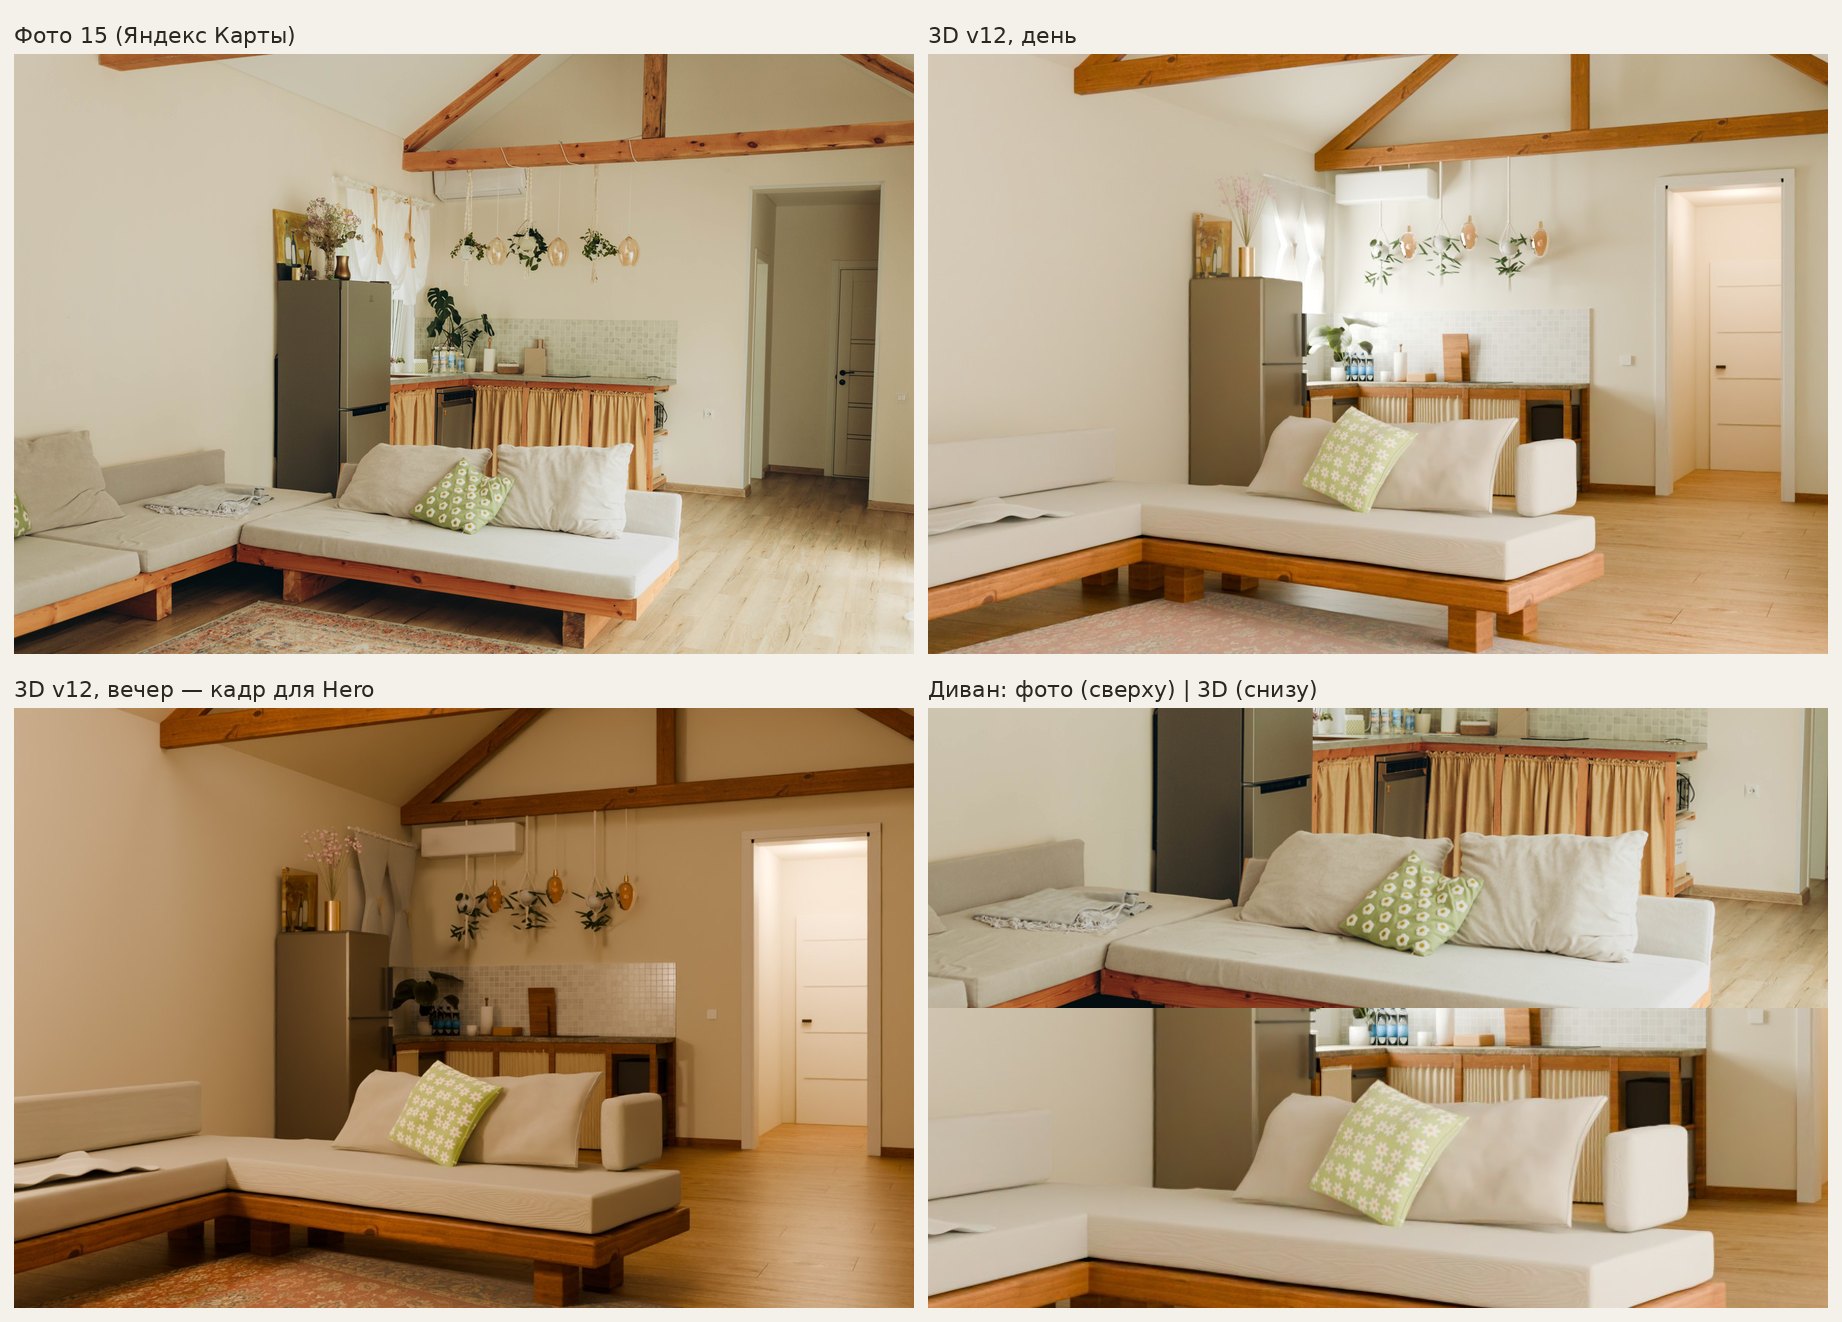 Фото 15 (Яндекс Карты)
3D v12, день
3D v12, вечер — кадр для Hero
Диван: фото (сверху) | 3D (снизу)